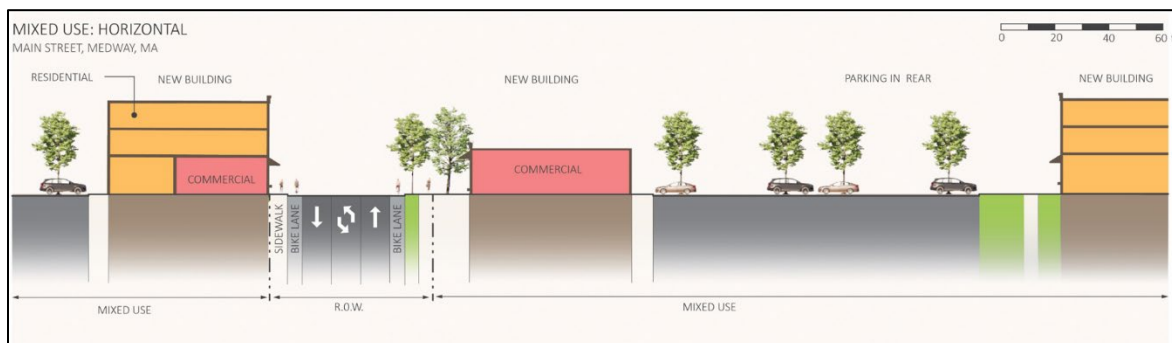 MIXED USE: HORIZONTAL
MAIN STREET, MEDWAY, MA
0 20 40 60
RESIDENTIAL
NEW BUILDING
NEW BUILDING
PARKING IN REAR
NEW BUILDING
COMMERCIAL
COMMERCIAL
SIDEWALK
BIKE LANE
BIKE LANE
MIXED USE
R.O.W.
MIXED USE